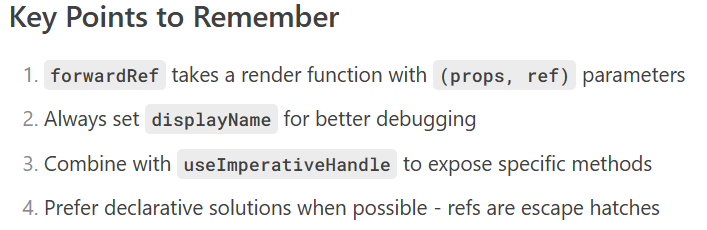 Key Points to Remember
1. forwardRef takes a render function with (props, ref) parameters
2. Always set displayName for better debugging
3. Combine with useImperativeHandle to expose specific methods
4. Prefer declarative solutions when possible - refs are escape hatches